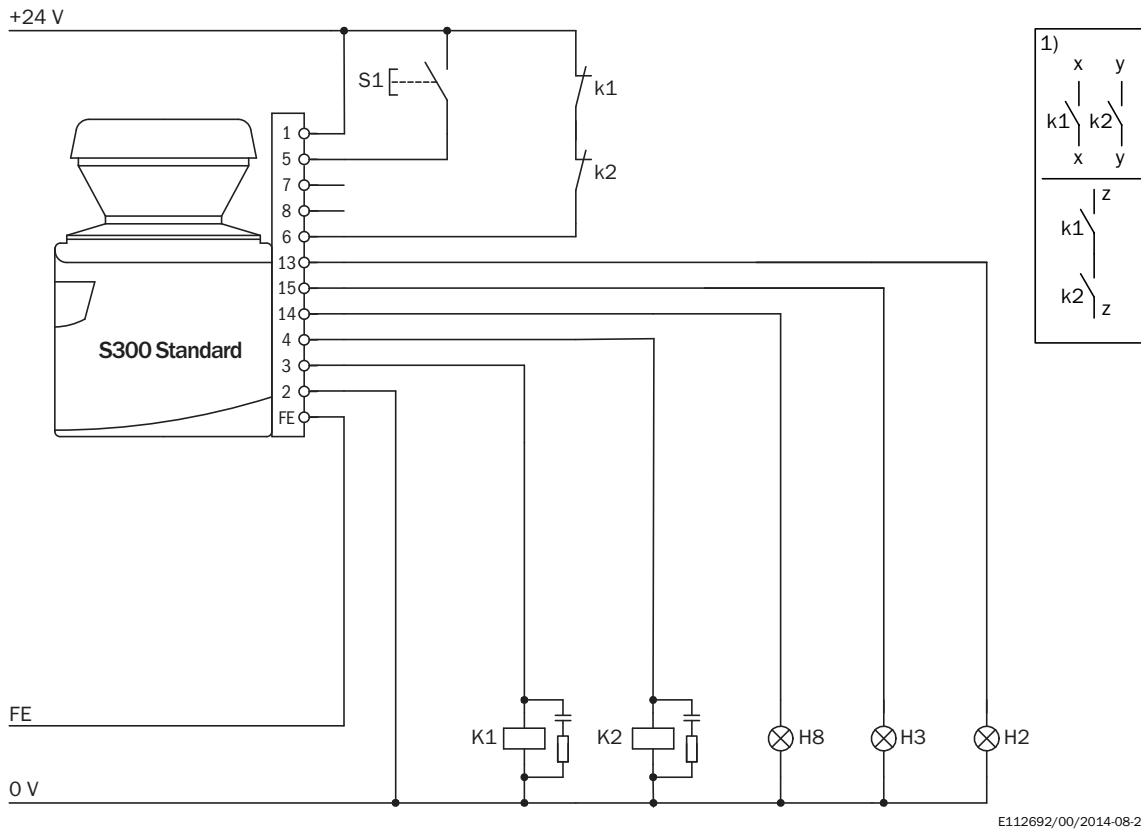 +24 V
1)
x y
S1
k1
k1 k2
x y
1
5
k2
7
8
z
6
k1
13
15
k2
z
14
S300 Standard
4
3
2
FE
FE
K1
K2
H8
H3
H2
0 V
E112692/00/2014-08-2